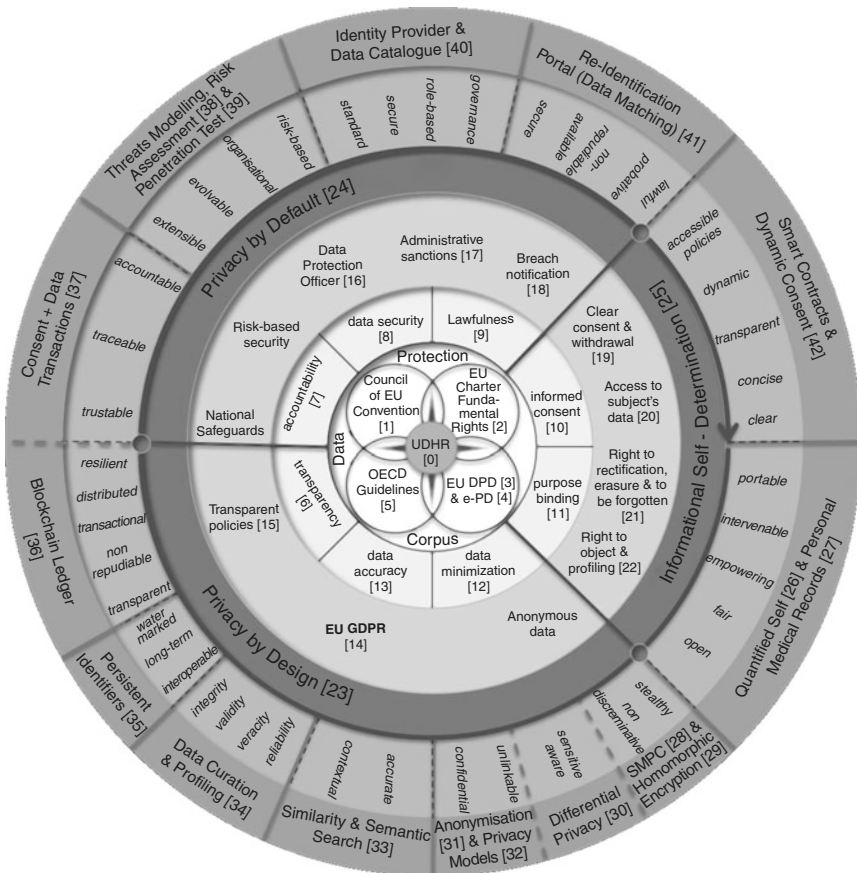 Identity Provider &
Data Catalogue [40]
standard
secure
role-based
governance
Re-Identification
Portal (Data Matching) [41]
secure
available
non-
repudiable
probative
lawful
Smart Contracts &
Dynamic Consent [42]
accessible
policies
dynamic
transparent
concise
clear
Quantified Self [26] & Personal
Medical Records [27]
portable
intervenable
empowering
fair
open
SMPC [28] &
Homomorphic
Encryption [29]
stealthy
non
discriminative
Differential
Privacy [30]
sensitive
aware
Anonymisation
[31] & Privacy
Models [32]
unlinkable
confidential
Similarity & Semantic
Search [33]
accurate
contextual
Data Curation
& Profiling [34]
integrity
validity
veracity
reliability
Persistent
Identifiers [35]
water
marked
long-term
interoperable
Blockchain Ledger
[36]
resilient
distributed
transactional
non
repudiable
transparent
Consent + Data
Transactions [37]
accountable
traceable
trustable
Threats Modelling, Risk
Assessment [38] &
Penetration Test [39]
risk-based
organisational
evolvable
extensible
Privacy by Default [24]
Informational Self - Determination [25]
Privacy by Design [23]
Data
Protection
Officer [16]
Administrative
sanctions [17]
Breach
notification
[18]
Clear
consent &
withdrawal
[19]
Access to
subject's
data [20]
Right to
rectification,
erasure & to
be forgotten
[21]
Right to
object &
profiling [22]
Anonymous
data
EU GDPR
[14]
Transparent
policies [15]
National
Safeguards
Risk-based
security
data security
[8]
Lawfulness
[9]
informed
consent
[10]
purpose
binding
[11]
data
minimization
[12]
data
accuracy
[13]
transparency
[6]
accountability
[7]
Data
Protection
Corpus
Council
of EU
Convention
[1]
EU
Charter
Funda-
mental
Rights [2]
UDHR
[0]
OECD
Guidelines
[5]
EU DPD [3]
& e-PD [4]